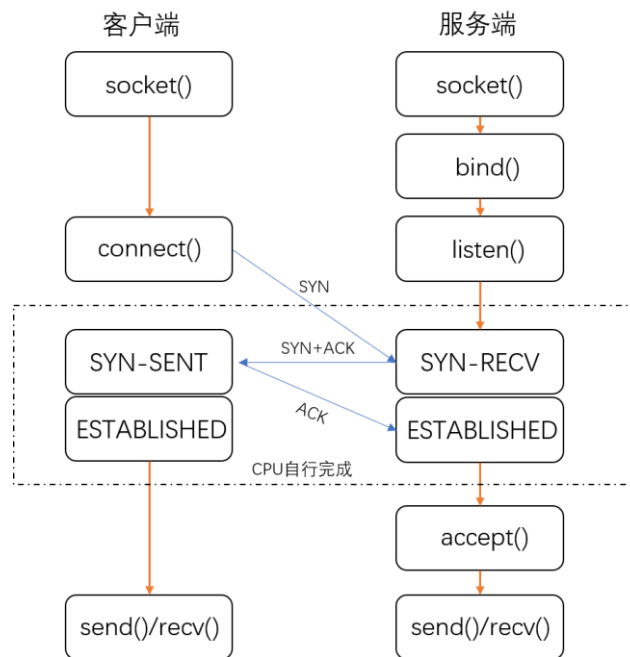 客户端
服务端
socket()
socket()
bind()
connect()
listen()
SYN
SYN-SENT
SYN+ACK
SYN-RECV
ESTABLISHED
ACK
ESTABLISHED
CPU自行完成
accept()
send()/recv()
send()/recv()